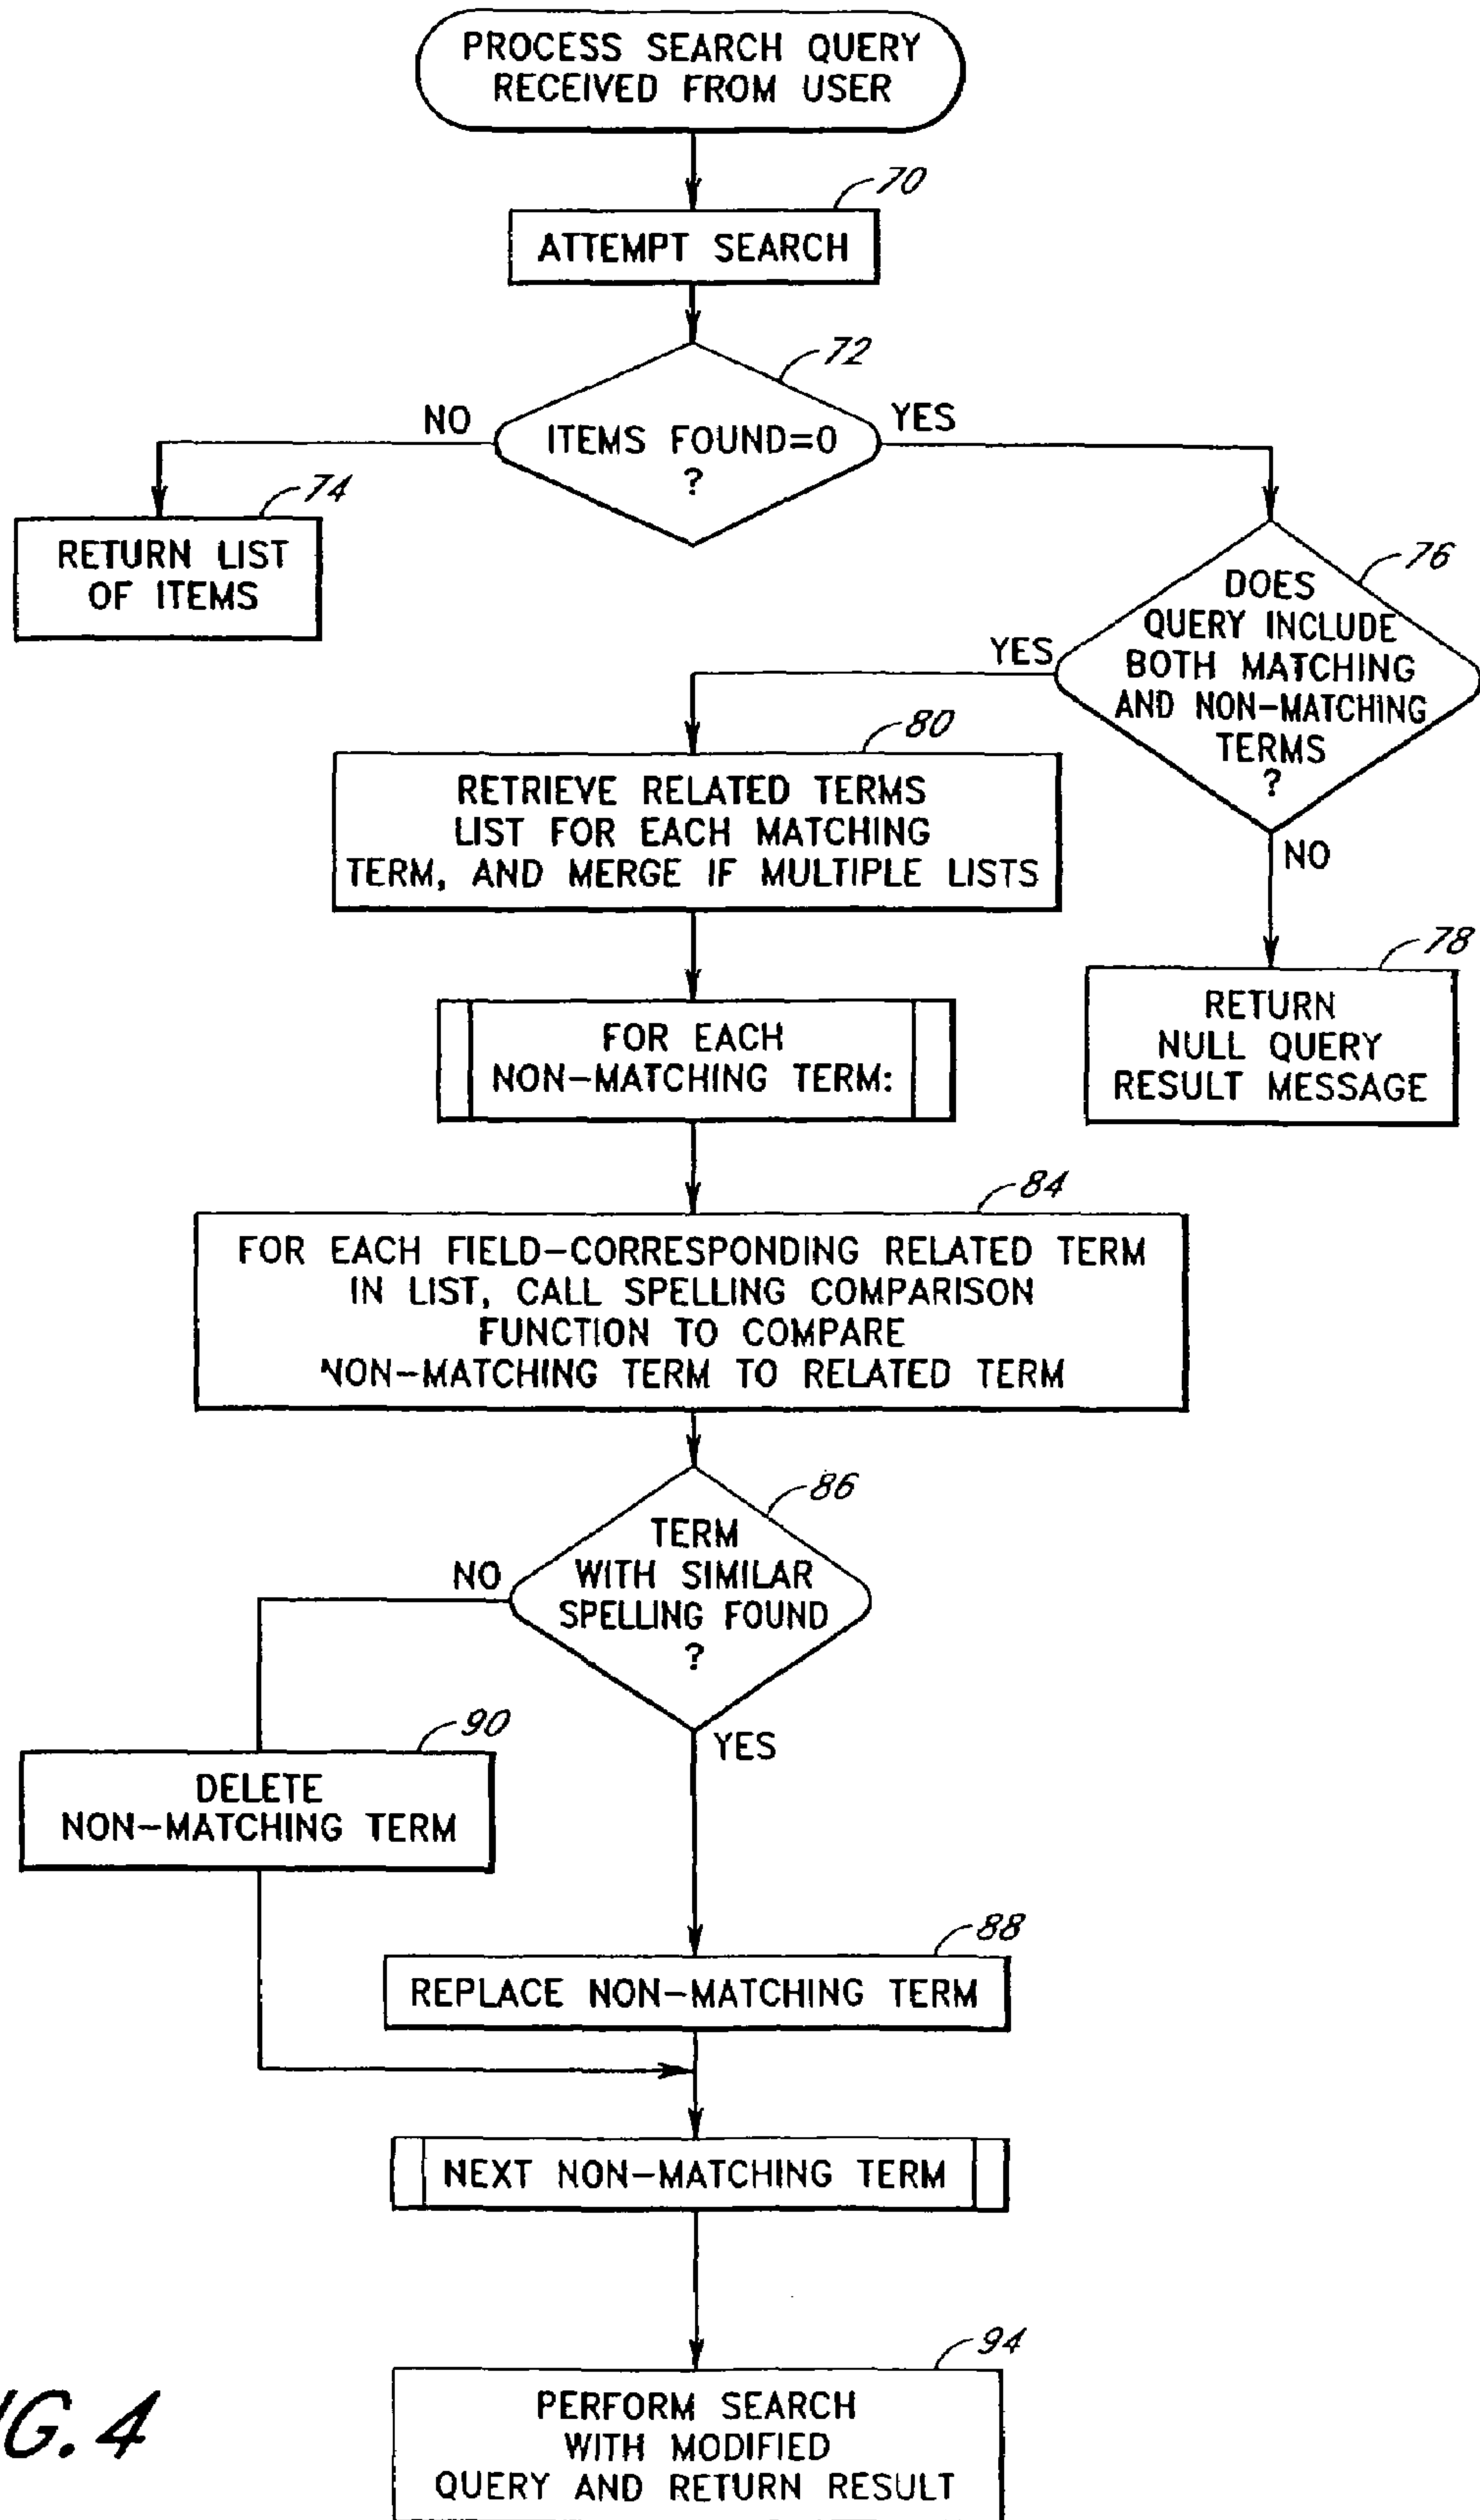 PROCESS SEARCH QUERY
RECEIVED FROM USER
70
ATTEMPT SEARCH
72
NO
YES
ITEMS FOUND=0
?
74
RETURN LIST
OF ITEMS
76
DOES
QUERY INCLUDE
BOTH MATCHING
AND NON-MATCHING
TERMS
?
YES
NO
80
RETRIEVE RELATED TERMS
LIST FOR EACH MATCHING
TERM, AND MERGE IF MULTIPLE LISTS
78
RETURN
NULL QUERY
RESULT MESSAGE
FOR EACH
NON-MATCHING TERM:
84
FOR EACH FIELD-CORRESPONDING RELATED TERM
IN LIST, CALL SPELLING COMPARISON
FUNCTION TO COMPARE
NON-MATCHING TERM TO RELATED TERM
86
TERM
WITH SIMILAR
SPELLING FOUND
?
NO
YES
90
DELETE
NON-MATCHING TERM
88
REPLACE NON-MATCHING TERM
NEXT NON-MATCHING TERM
94
PERFORM SEARCH
WITH MODIFIED
QUERY AND RETURN RESULT
G. 4